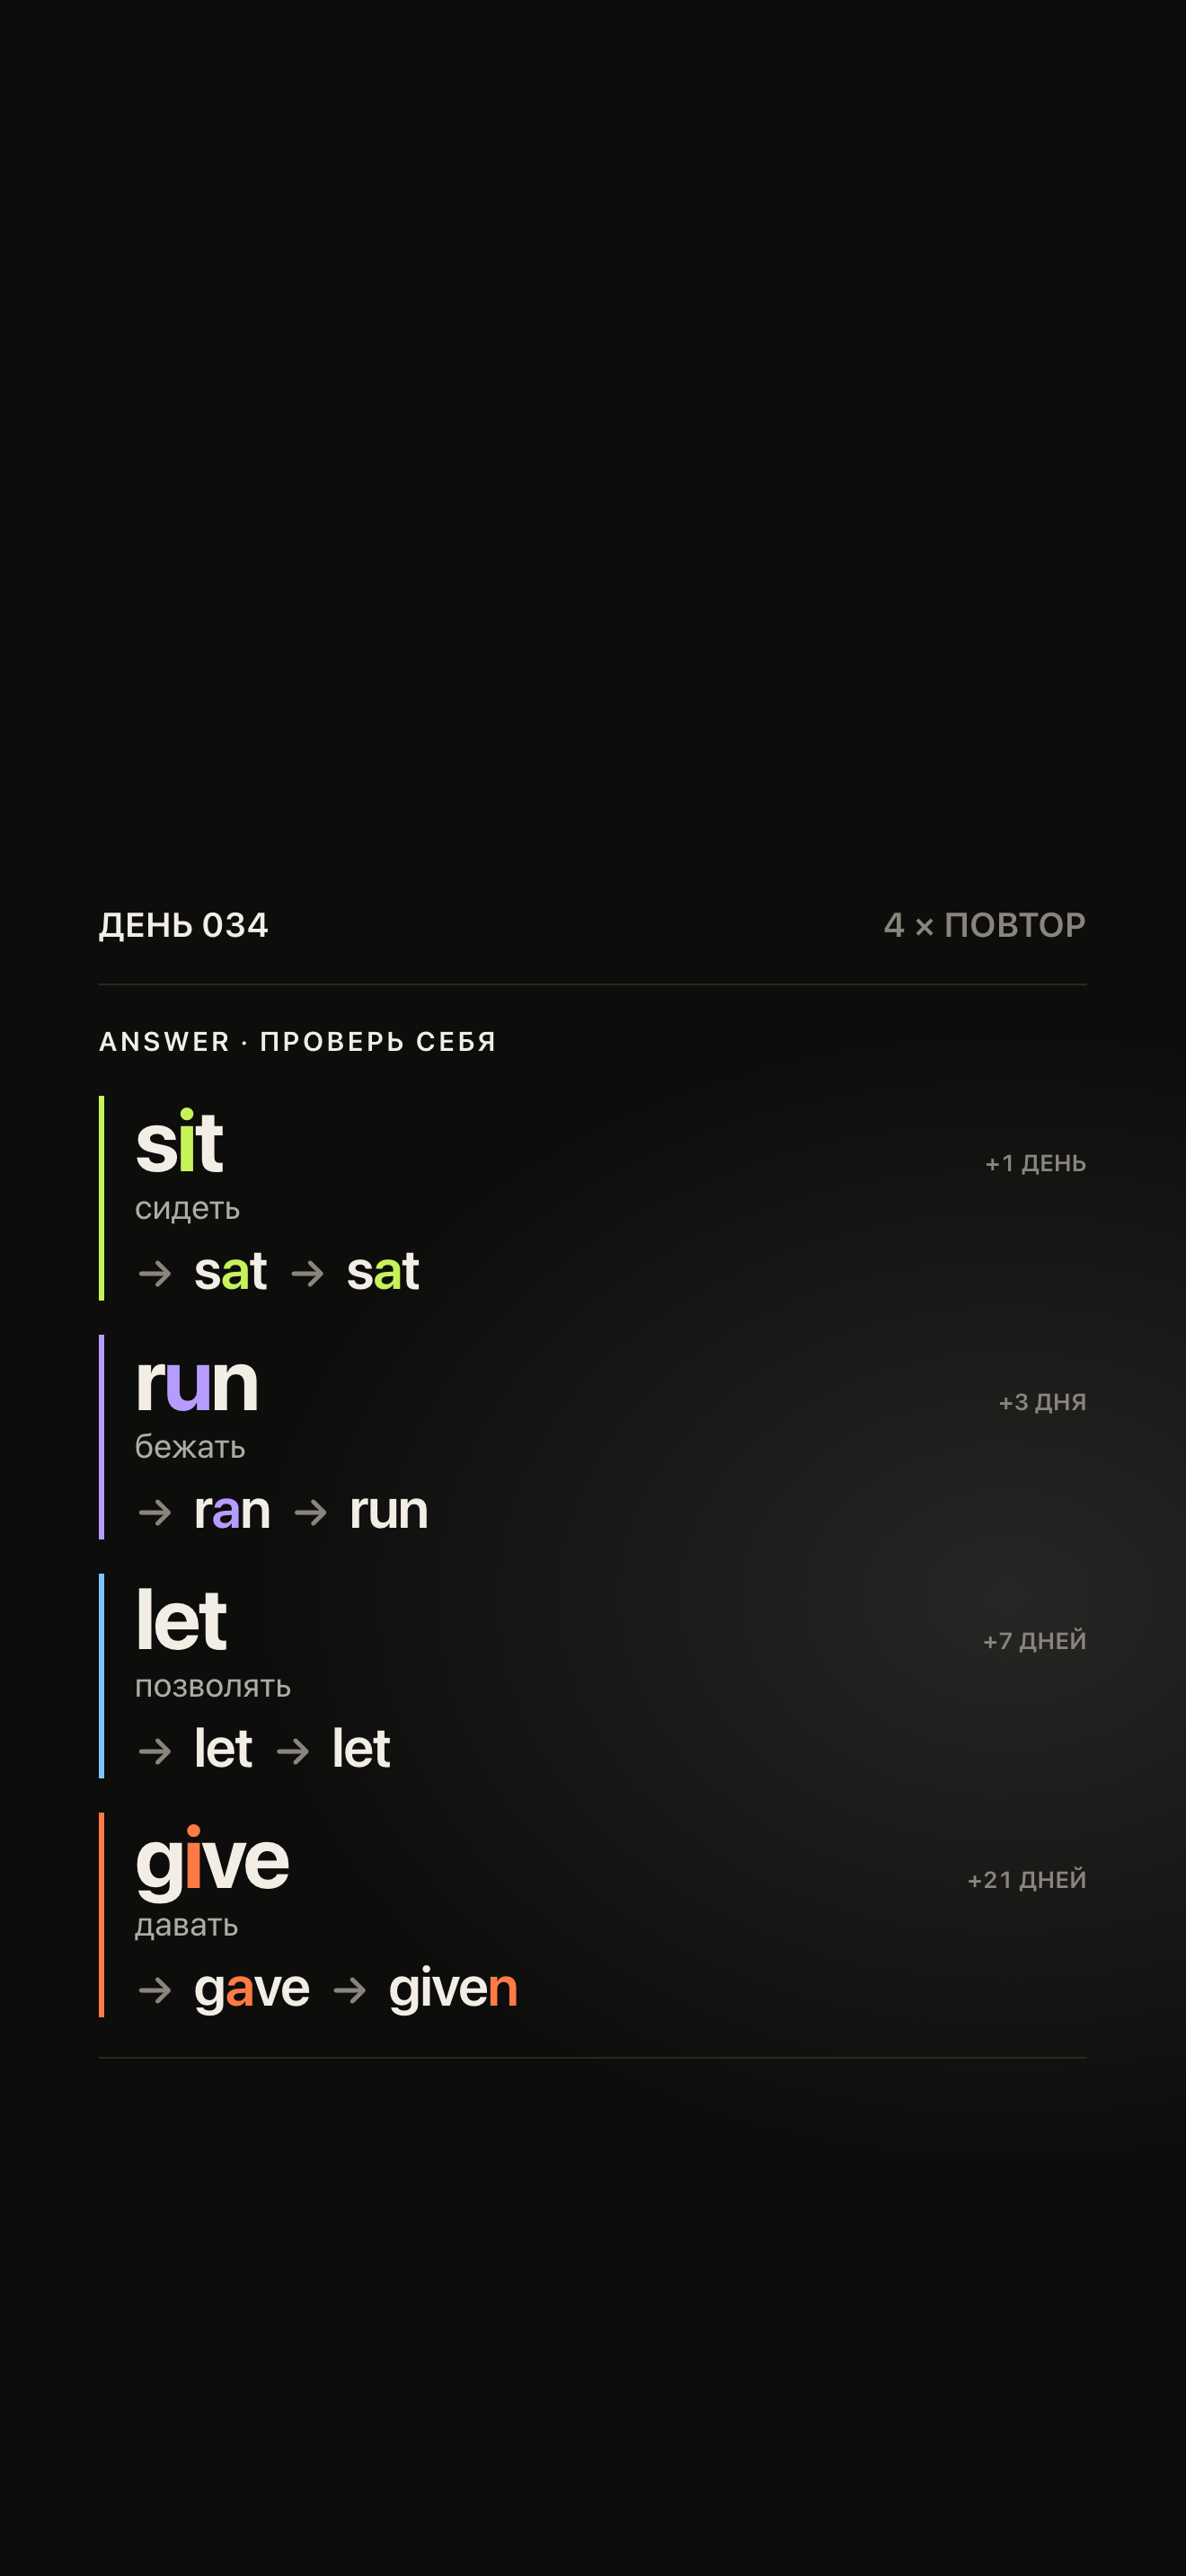 ДЕНЬ 034
4 × ПОВТОР
ANSWER · ПРОВЕРЬ СЕБЯ
sit
+1 ДЕНЬ
сидеть
→ sat → sat
run
+3 ДНЯ
бежать
→ ran → run
let
+7 ДНЕЙ
позволять
→ let → let
give
+21 ДНЕЙ
давать
→ gave → given